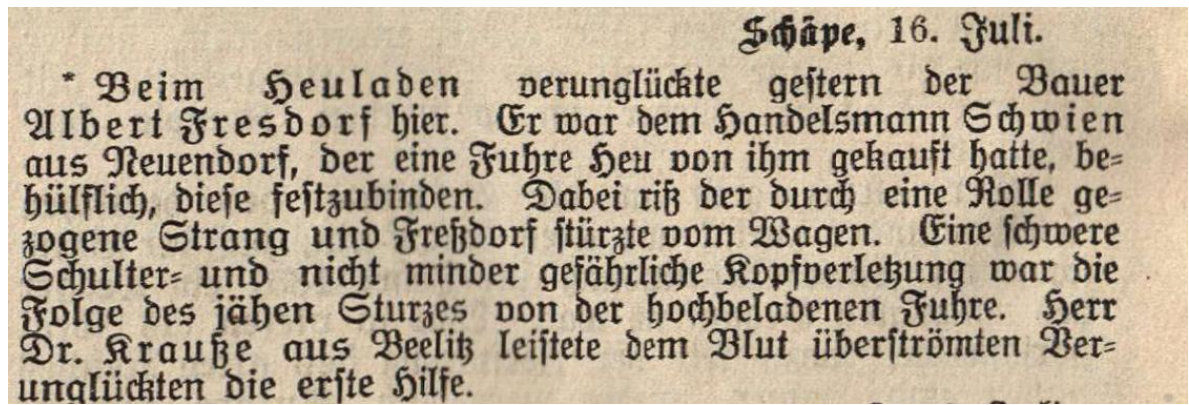 Schäpe, 16. Juli.
* Beim Heuladen verunglückte gestern der Bauer
Albert Fresdorf hier. Er war dem Handelsmann Schwien
aus Neuendorf, der eine Fuhre Heu von ihm gekauft hatte, be-
hülflich, diese festzubinden. Dabei riß der durch eine Rolle ge-
zogene Strang und Freßdorf stürzte vom Wagen. Eine schwere
Schulter- und nicht minder gefährliche Kopfverletzung war die
Folge des jähen Sturzes von der hochbeladenen Fuhre. Herr
Dr. Krauße aus Beelitz leistete dem Blut überströmten Ver-
unglückten die erste Hilfe.